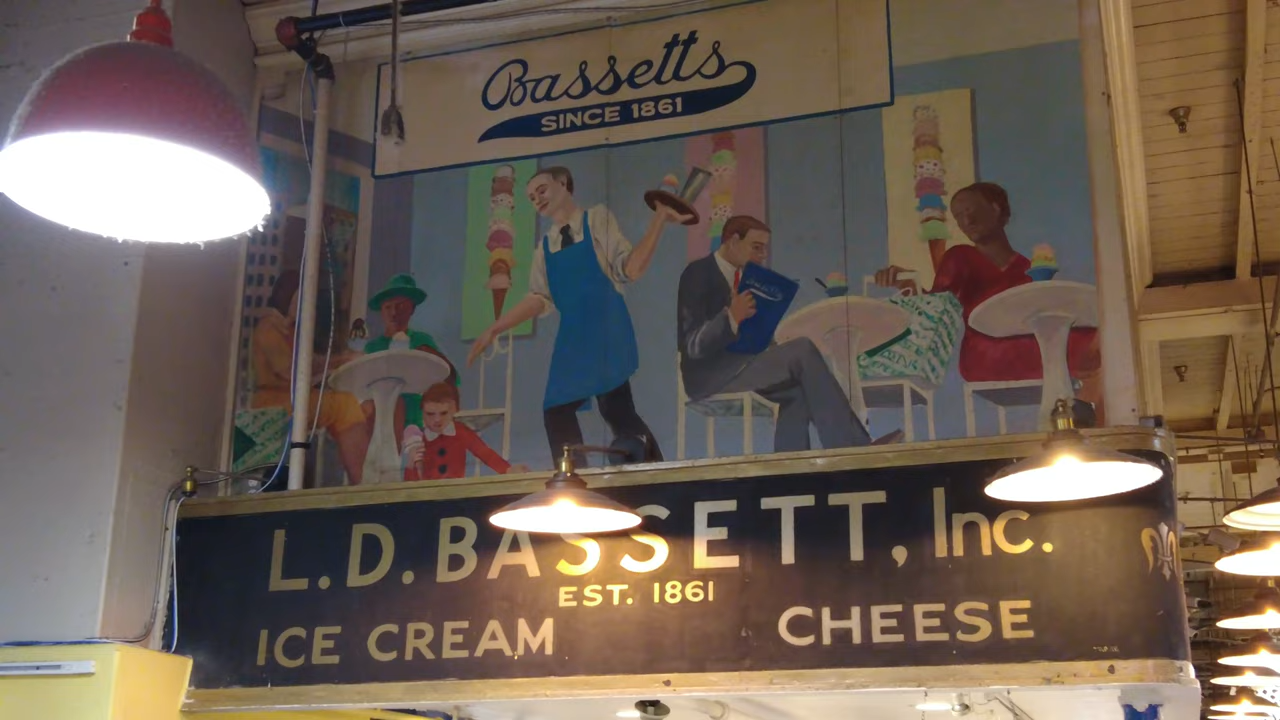 Bassetts
SINCE 1861
L.D. BASSETT, Inc.
EST. 1861
ICE CREAM
CHEESE